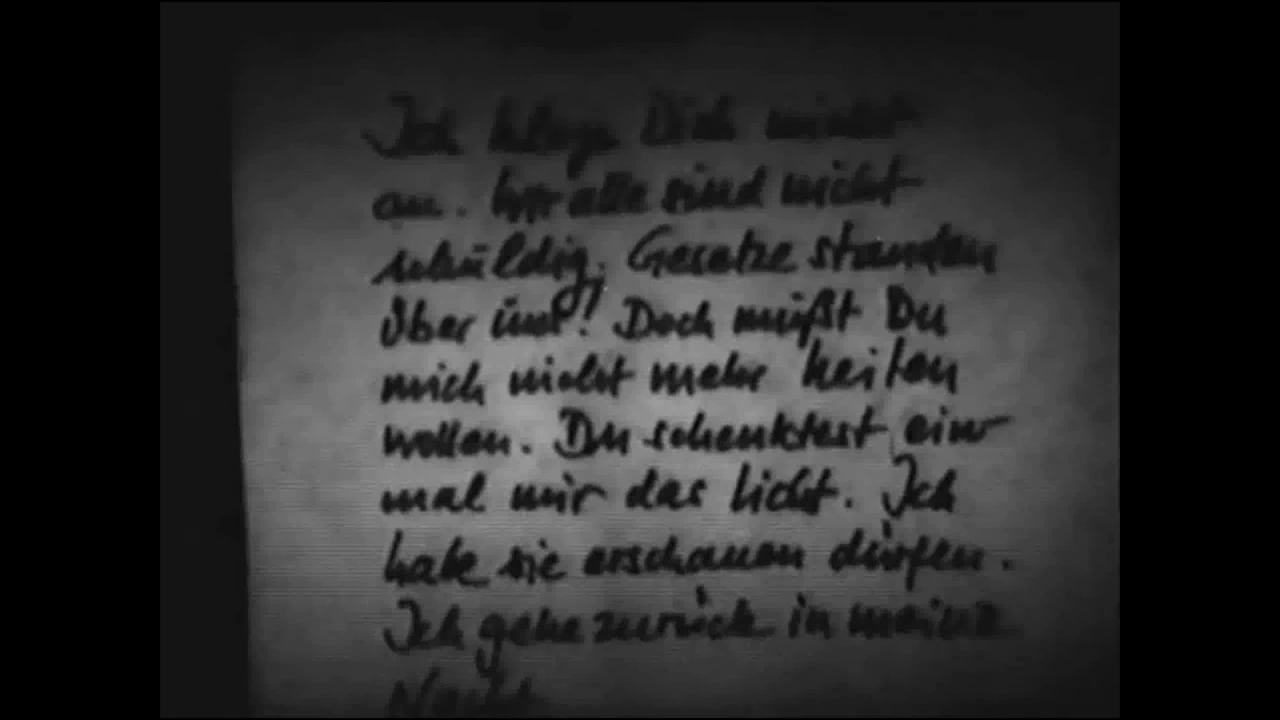 Ich klage Dich nicht
an. Wir alle sind nicht
schuldig. Gesetze standen
über uns! Doch mußt Du
mich nicht mehr heilen
wollen. Du schenktest ein-
mal mir das Licht. Ich
habe sie erschauen dürfen.
Ich gehe zurück in meine
Nacht